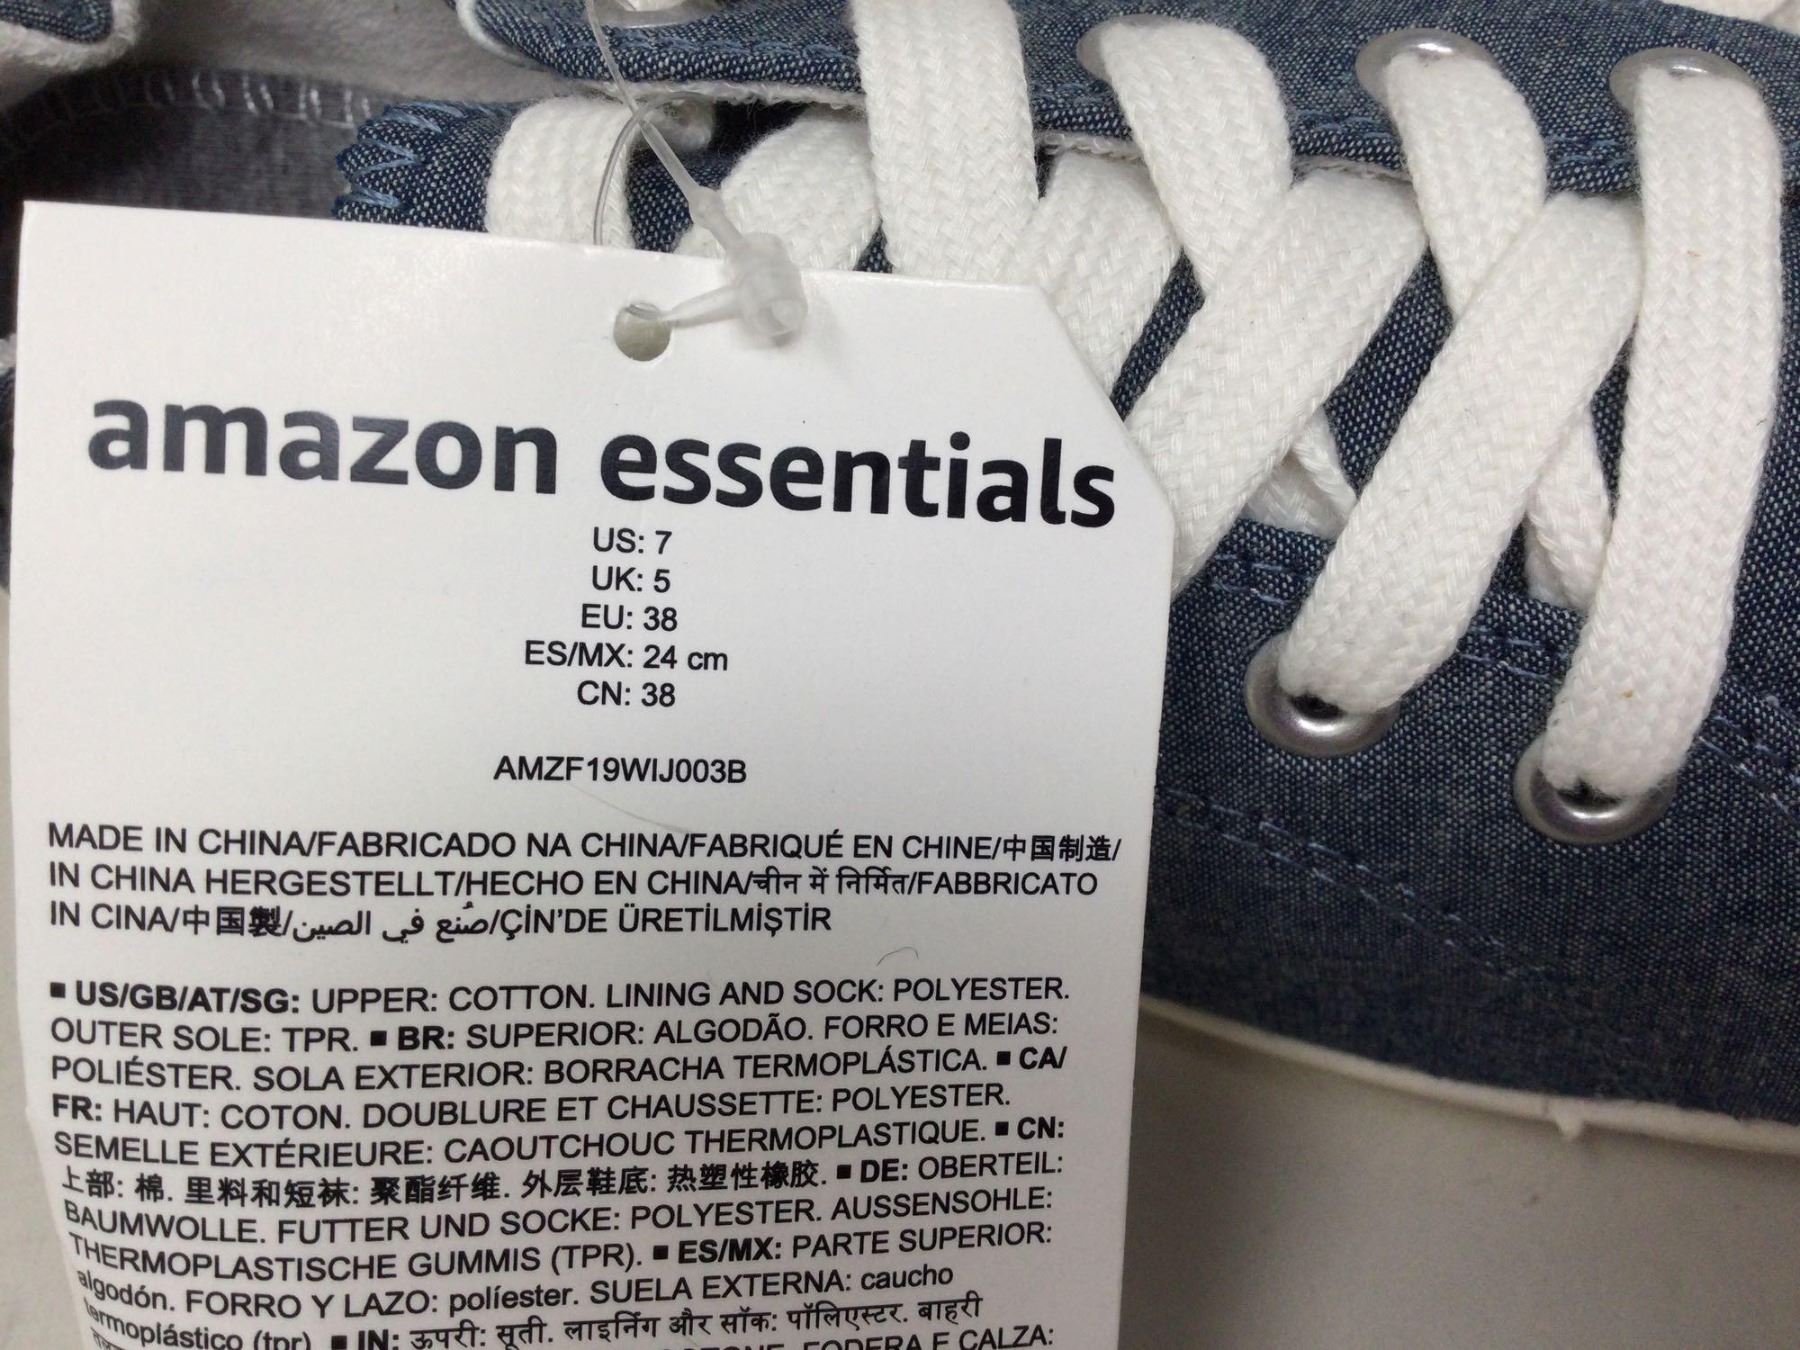 amazon essentials
US: 7
UK: 5
EU: 38
ES/MX: 24 cm
CN: 38
AMZF19WIJ003B
MADE IN CHINA/FABRICADO NA CHINA/FABRIQUÉ EN CHINE/中国制造/
IN CHINA HERGESTELLT/HECHO EN CHINA/चीन में निर्मित/FABBRICATO
IN CINA/中国製/صُنع في الصين/ÇİN'DE ÜRETİLMİŞTİR
▪ US/GB/AT/SG: UPPER: COTTON. LINING AND SOCK: POLYESTER.
OUTER SOLE: TPR. ▪ BR: SUPERIOR: ALGODÃO. FORRO E MEIAS:
POLIÉSTER. SOLA EXTERIOR: BORRACHA TERMOPLÁSTICA. ▪ CA/
FR: HAUT: COTON. DOUBLURE ET CHAUSSETTE: POLYESTER.
SEMELLE EXTÉRIEURE: CAOUTCHOUC THERMOPLASTIQUE. ▪ CN:
上部: 棉. 里料和短袜: 聚酯纤维. 外层鞋底: 热塑性橡胶. ▪ DE: OBERTEIL:
BAUMWOLLE. FUTTER UND SOCKE: POLYESTER. AUSSENSOHLE:
THERMOPLASTISCHE GUMMIS (TPR). ▪ ES/MX: PARTE SUPERIOR:
algodón. FORRO Y LAZO: políester. SUELA EXTERNA: caucho
termoplástico (tpr). ▪ IN: ऊपरी: सूती. लाइनिंग और सॉक: पॉलिएस्टर. बाहरी
FODERA E CALZA: